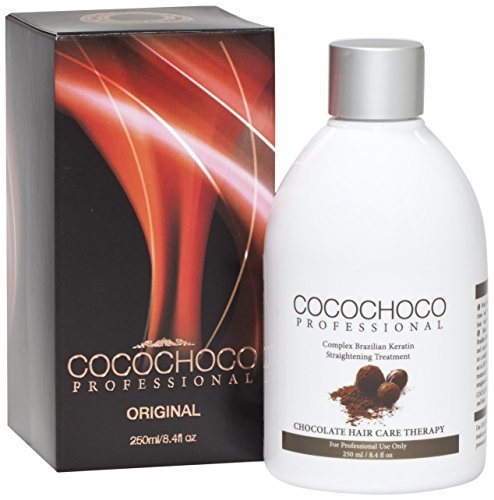 COCOCHOCO
PROFESSIONAL
ORIGINAL
250ml/8.4fl oz
COCOCHOCO
PROFESSIONAL
Complex Brazilian Keratin
Straightening Treatment
CHOCOLATE HAIR CARE THERAPY
For Professional Use Only
250 ml / 8.4 fl oz